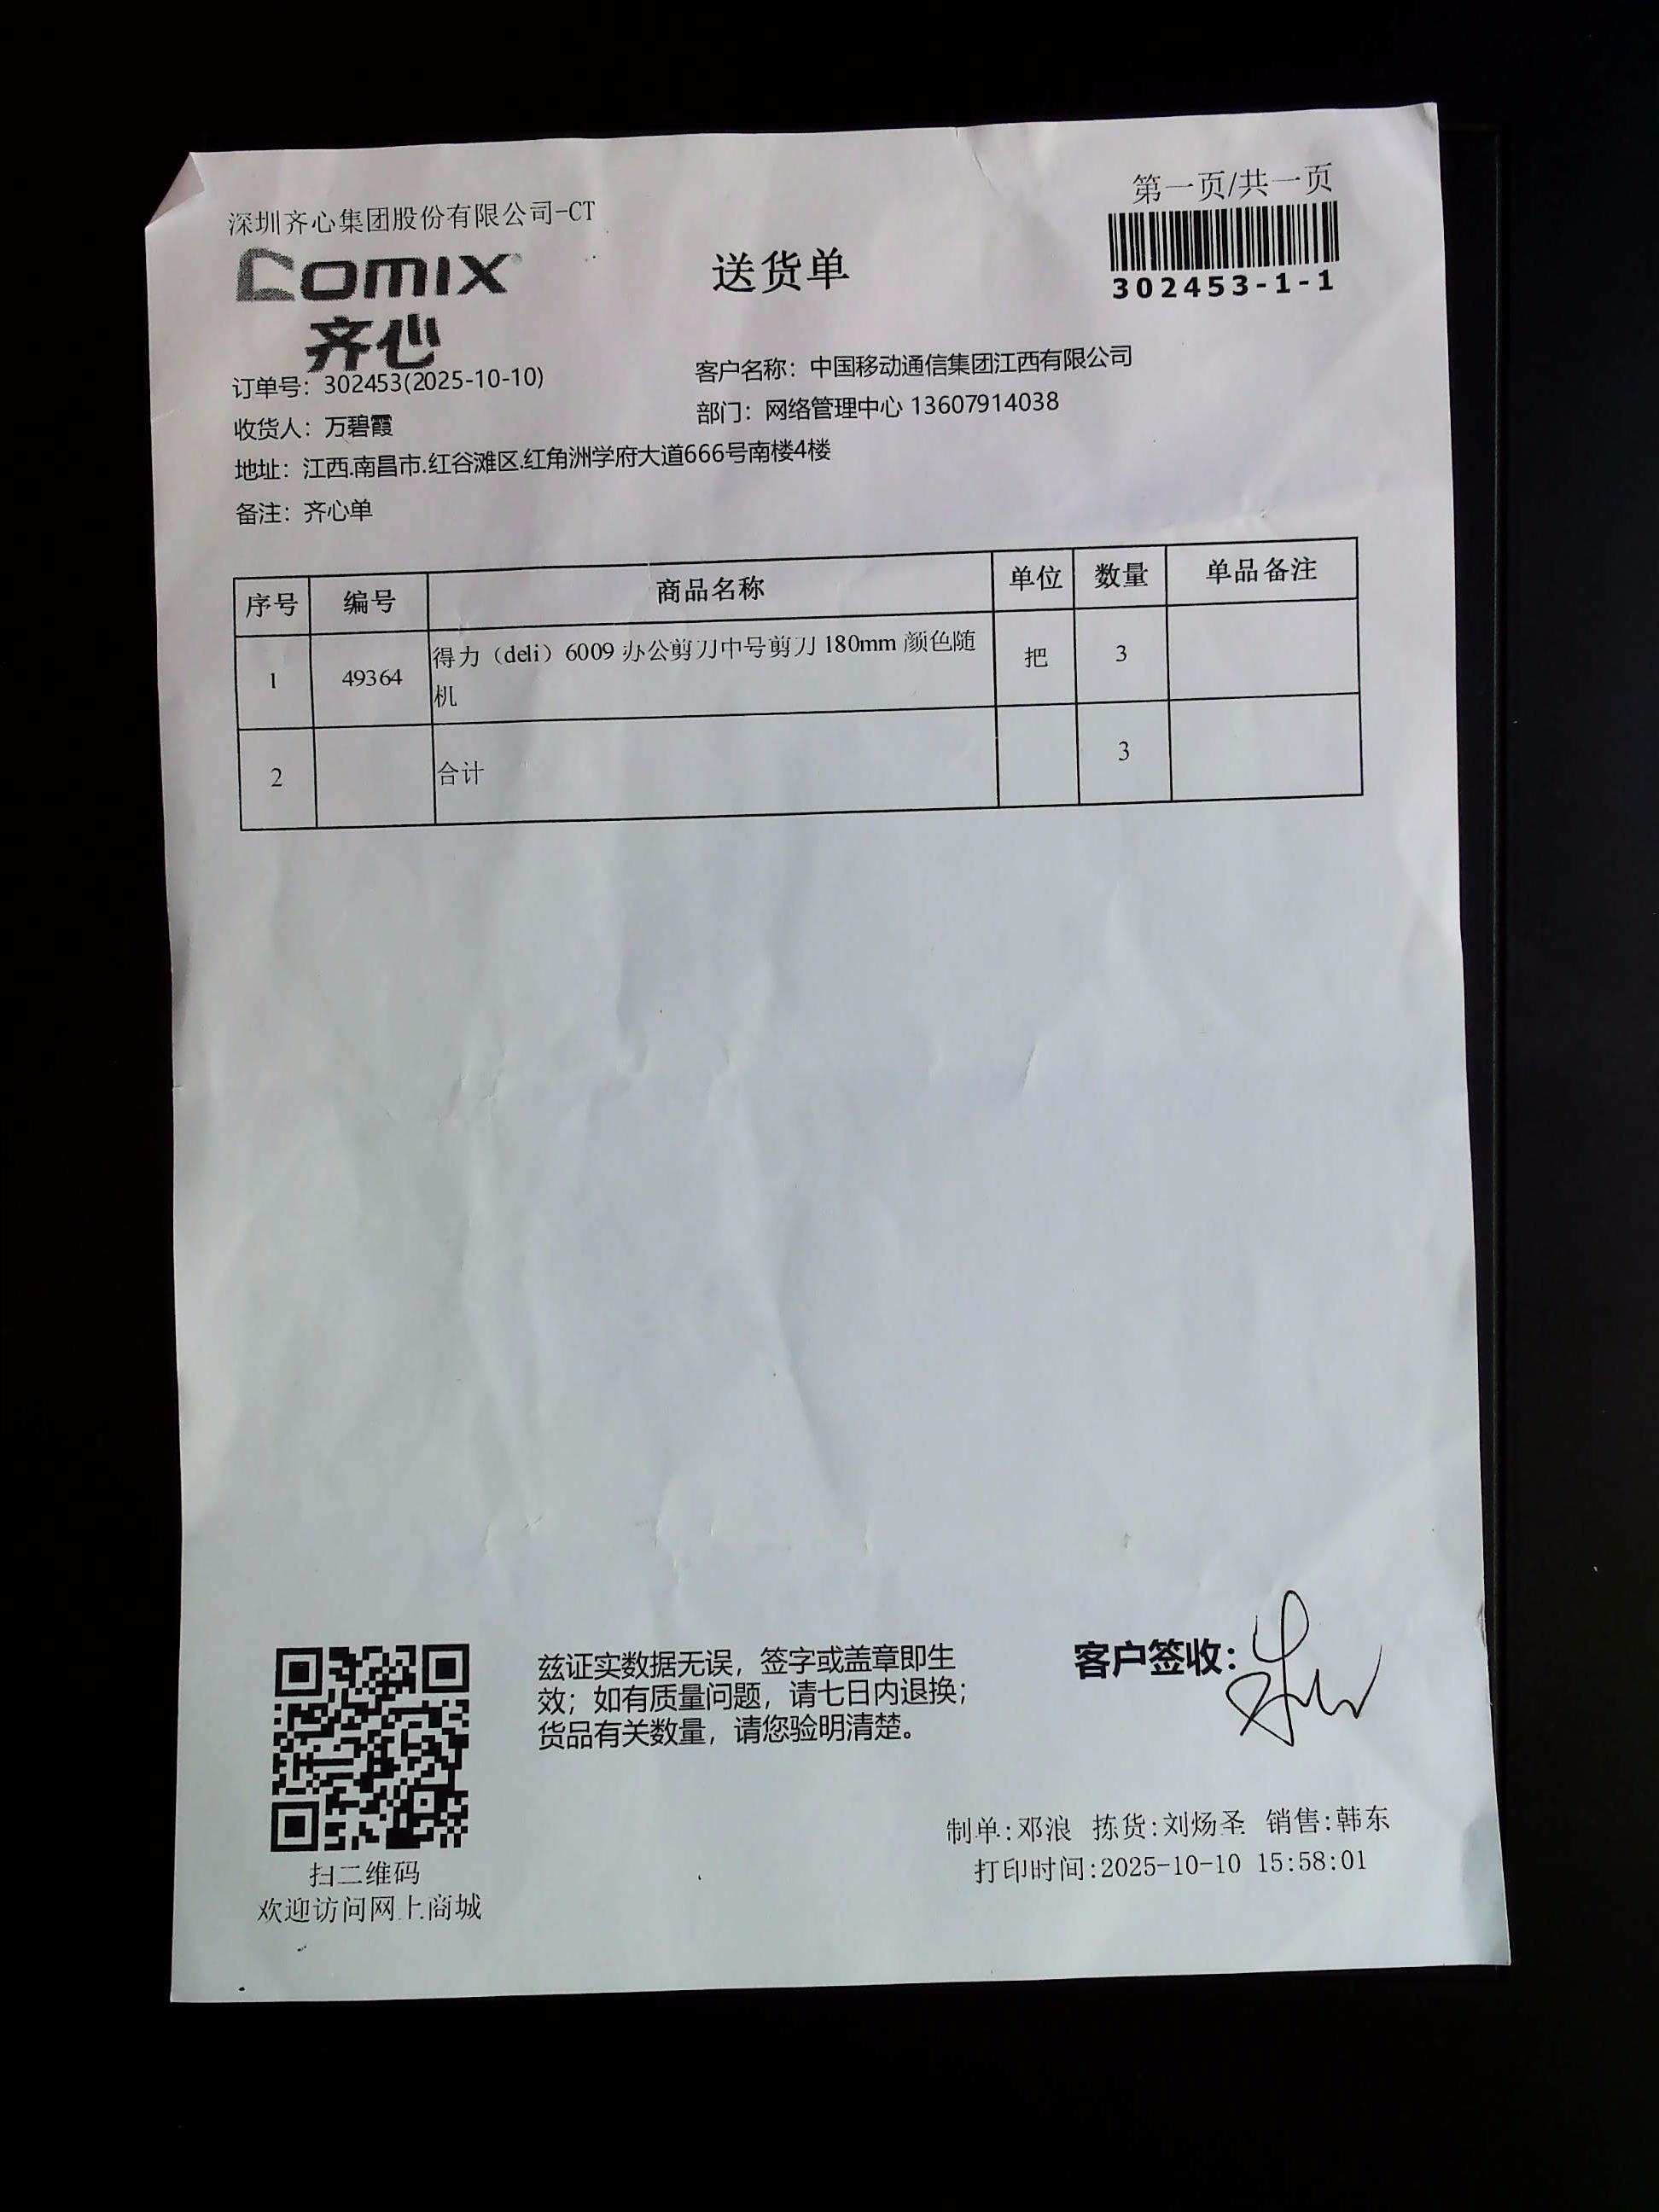 第一页/共一页
深圳齐心集团股份有限公司-CT
comix
齐心
送货单
302453-1-1
订单号：302453(2025-10-10)
客户名称：中国移动通信集团江西有限公司
收货人：万碧霞
部门：网络管理中心 13607914038
地址：江西.南昌市.红谷滩区.红角洲学府大道666号南楼4楼
备注：齐心单
序号 编号 商品名称 单位 数量 单品备注
1 49364 得力（deli）6009 办公剪刀中号剪刀 180mm 颜色随机 把 3
2 合计 3
兹证实数据无误，签字或盖章即生
效；如有质量问题，请七日内退换；
货品有关数量，请您验明清楚。
客户签收：
扫二维码
欢迎访问网上商城
制单:邓浪 拣货:刘炀圣 销售:韩东
打印时间:2025-10-10 15:58:01